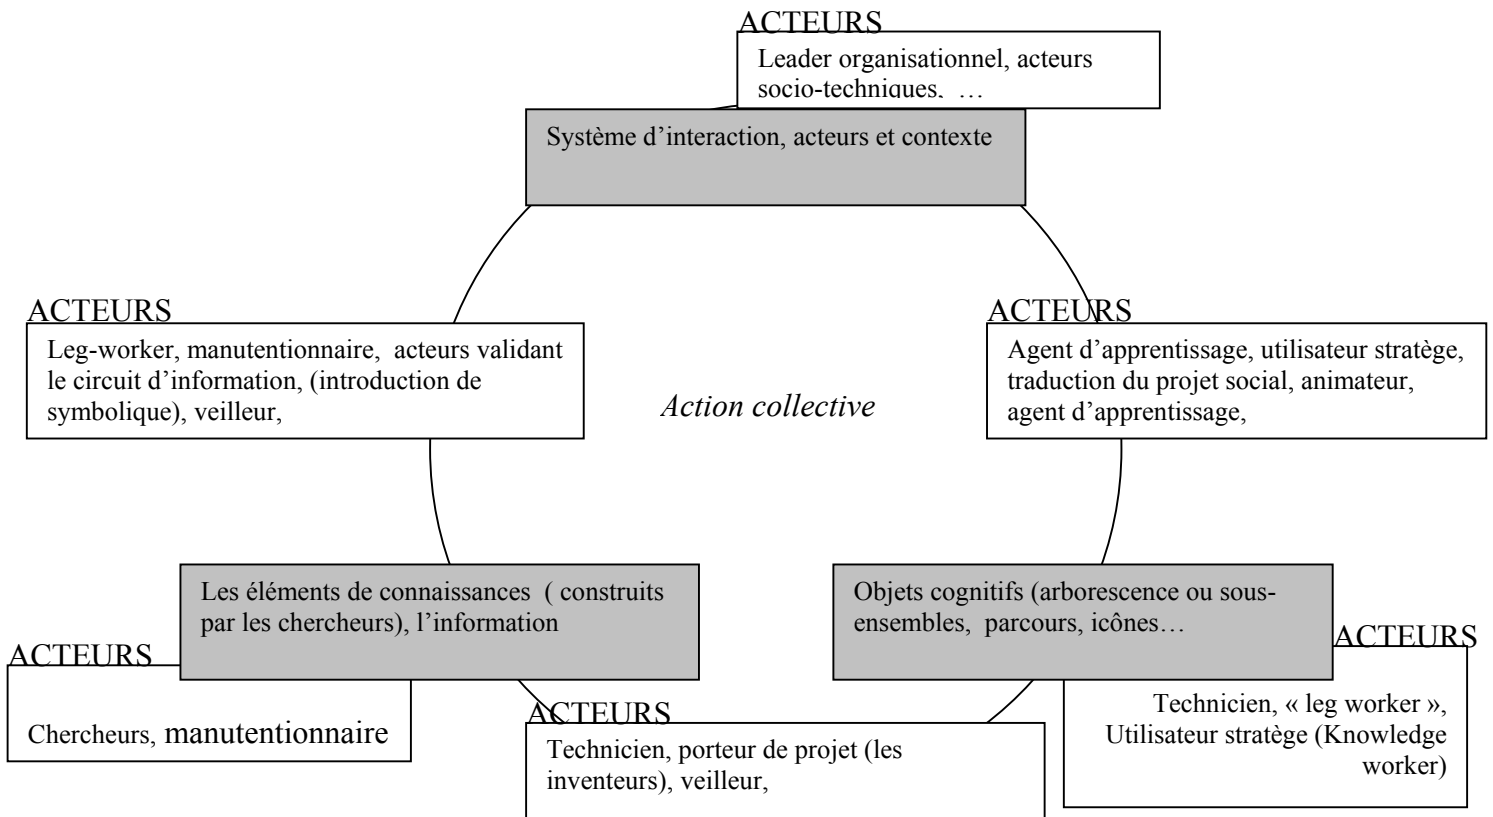 ACTEURS
Leader organisationnel, acteurs
socio-techniques, …
Système d’interaction, acteurs et contexte
ACTEURS
Leg-worker, manutentionnaire, acteurs validant
le circuit d’information, (introduction de
symbolique), veilleur,
Action collective
ACTEURS
Agent d’apprentissage, utilisateur stratège,
traduction du projet social, animateur,
agent d’apprentissage,
Les éléments de connaissances ( construits
par les chercheurs), l’information
Objets cognitifs (arborescence ou sous-
ensembles, parcours, icônes…
ACTEURS
Chercheurs, manutentionnaire
ACTEURS
Technicien, porteur de projet (les
inventeurs), veilleur,
ACTEURS
Technicien, « leg worker »,
Utilisateur stratège (Knowledge
worker)